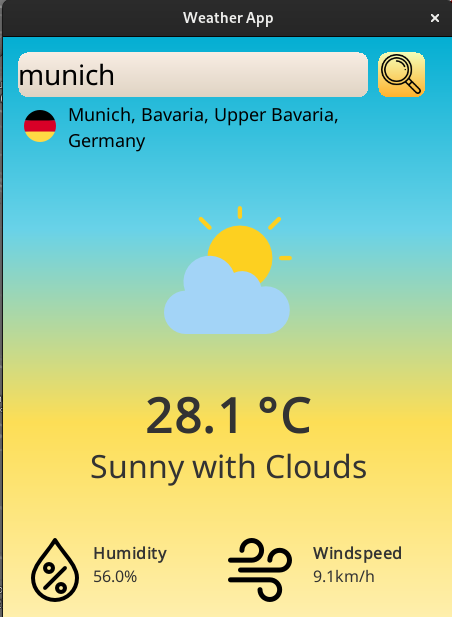 Weather App
munich
Munich, Bavaria, Upper Bavaria,
Germany
28.1 °C
Sunny with Clouds
Humidity
56.0%
Windspeed
9.1km/h